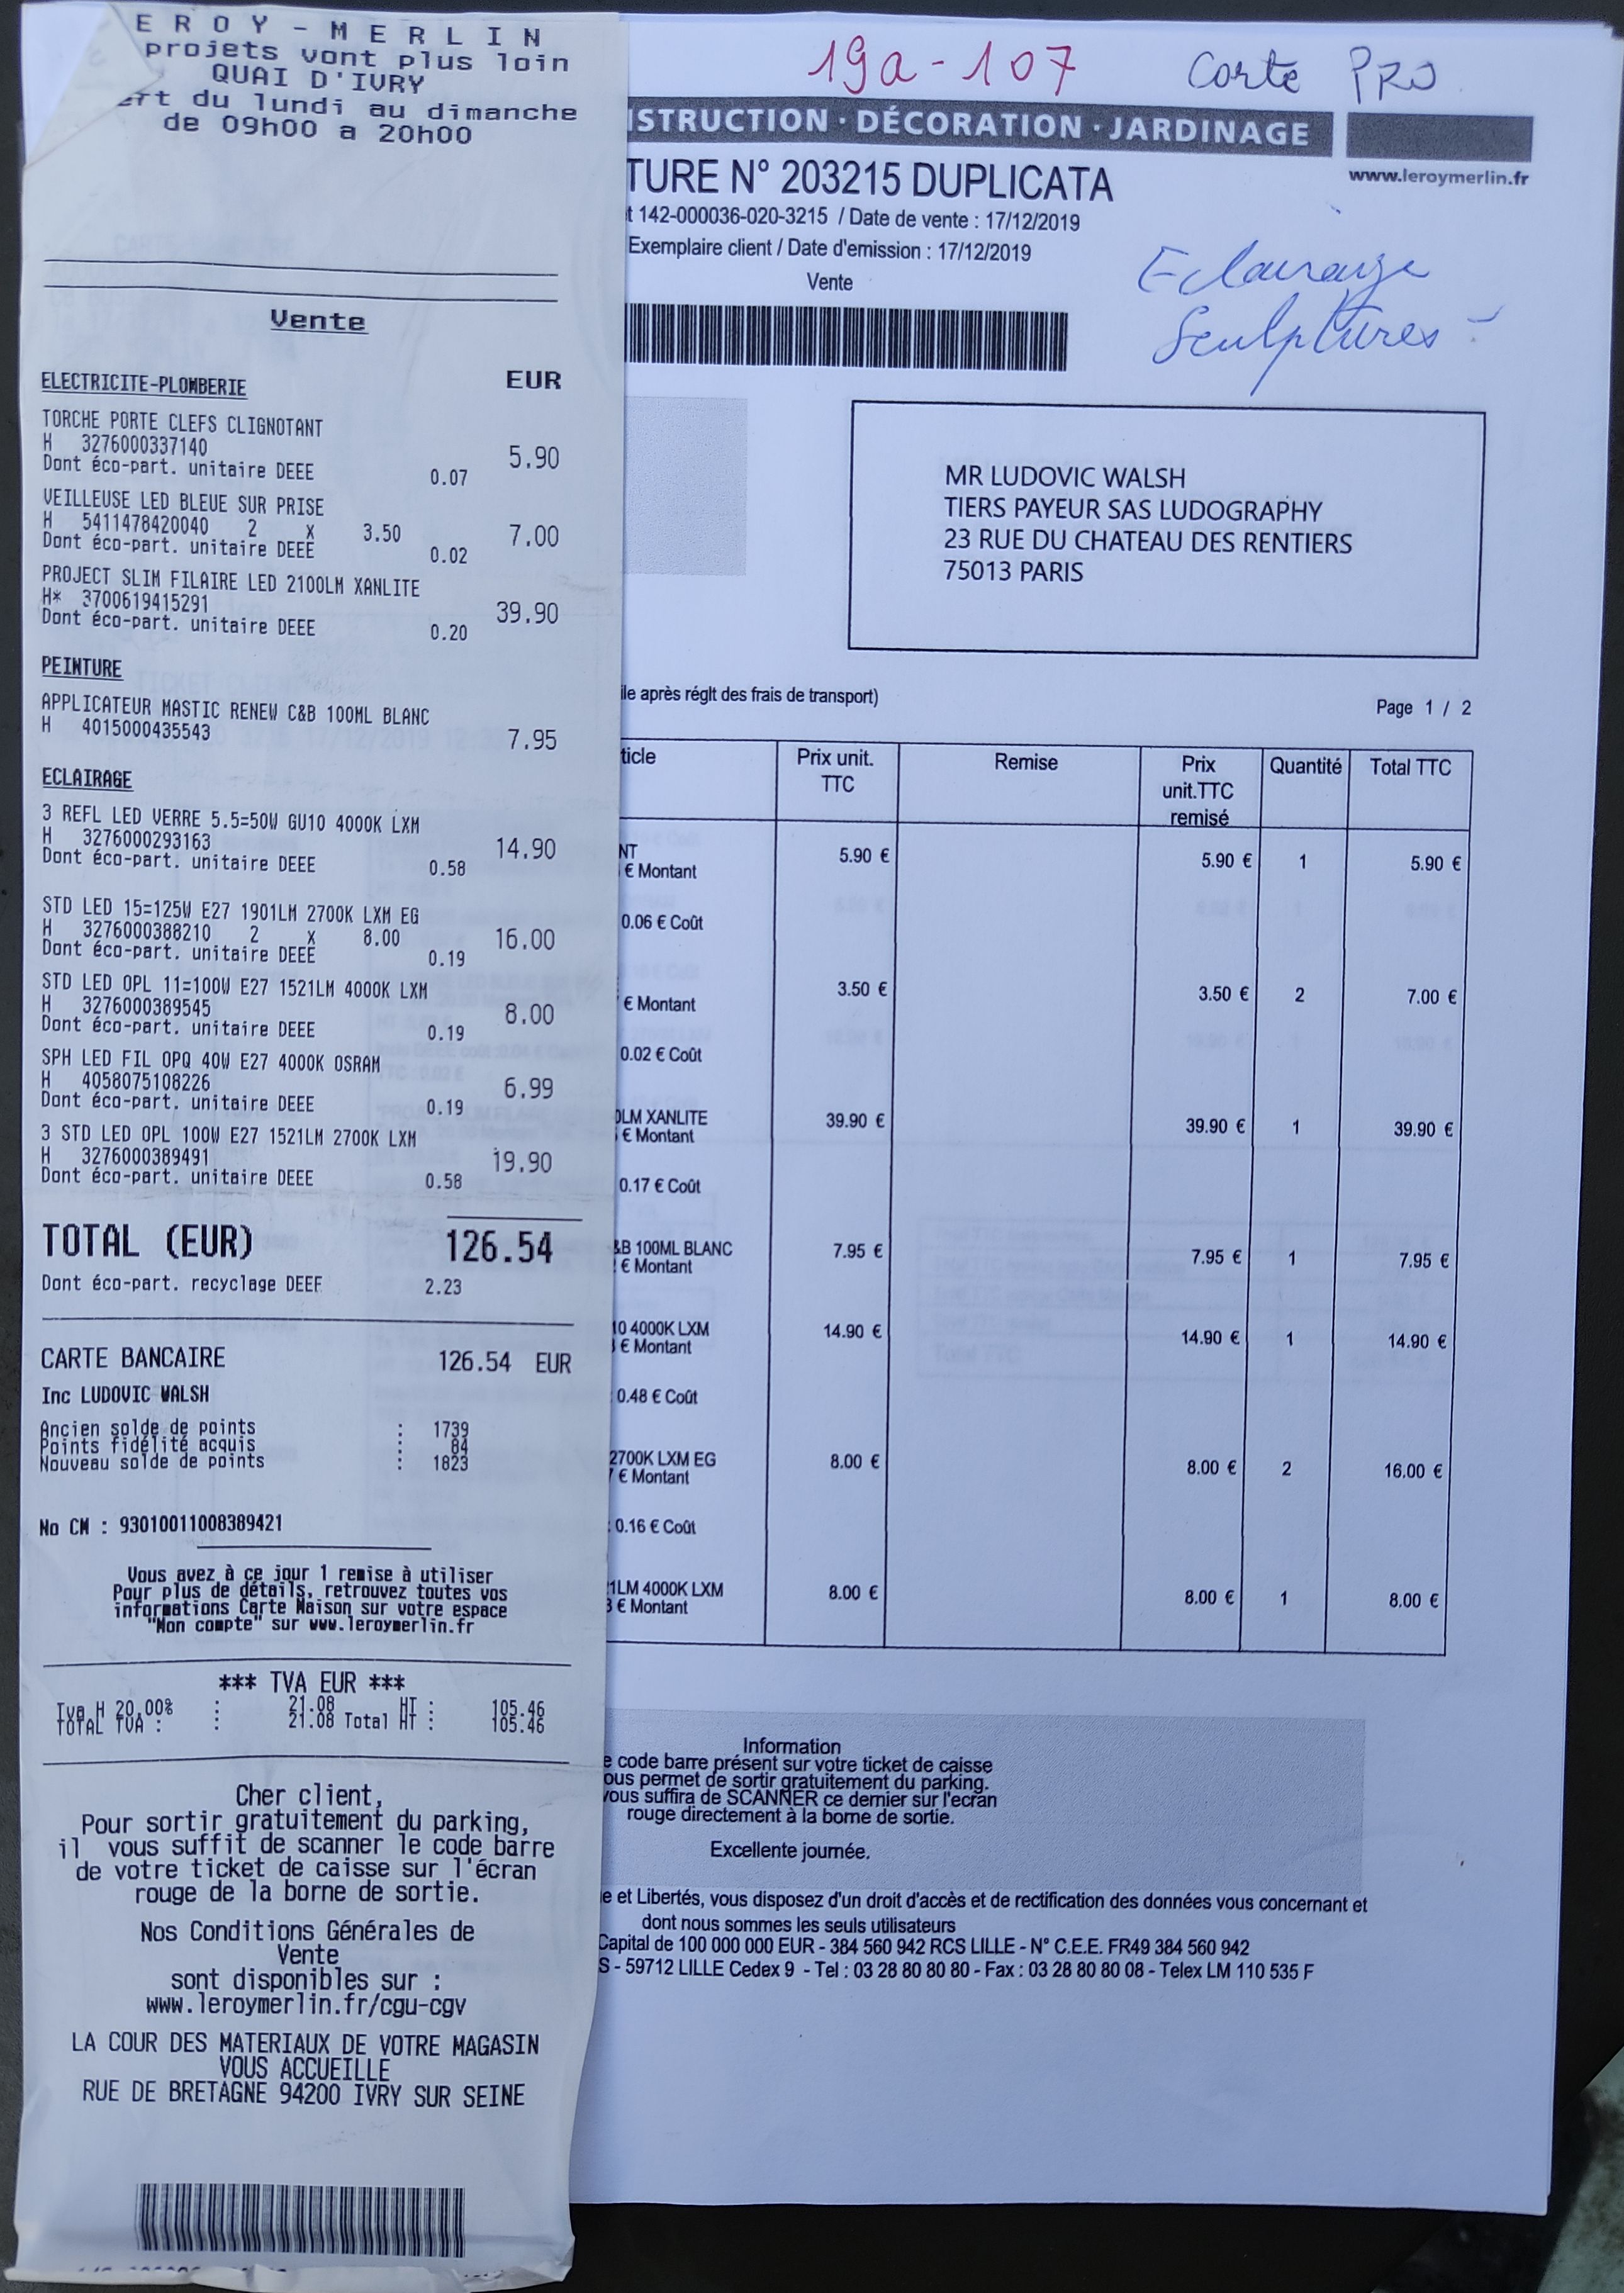 EROY-MERLIN
projets vont plus loin
QUAI D'IVRY
ert du lundi au dimanche
de 09h00 a 20h00
Vente
ELECTRICITE-PLOMBERIE EUR
TORCHE PORTE CLEFS CLIGNOTANT
H 3276000337140 5.90
Dont éco-part. unitaire DEEE 0.07
VEILLEUSE LED BLEUE SUR PRISE
H 5411478420040 2 X 3.50 7.00
Dont éco-part. unitaire DEEE 0.02
PROJECT SLIM FILAIRE LED 2100LM XANLITE
H* 3700619415291 39.90
Dont éco-part. unitaire DEEE 0.20
PEINTURE
APPLICATEUR MASTIC RENEW C&B 100ML BLANC
H 4015000435543 7.95
ECLAIRAGE
3 REFL LED VERRE 5.5=50W GU10 4000K LXM
H 3276000293163 14.90
Dont éco-part. unitaire DEEE 0.58
STD LED 15=125W E27 1901LM 2700K LXM EG
H 3276000388210 2 X 8.00 16.00
Dont éco-part. unitaire DEEE 0.19
STD LED OPL 11=100W E27 1521LM 4000K LXM
H 3276000389545 8.00
Dont éco-part. unitaire DEEE 0.19
SPH LED FIL OPQ 40W E27 4000K OSRAM
H 4058075108226 6.99
Dont éco-part. unitaire DEEE 0.19
3 STD LED OPL 100W E27 1521LM 2700K LXM
H 3276000389491 19.90
Dont éco-part. unitaire DEEE 0.58
TOTAL (EUR) 126.54
Dont éco-part. recyclage DEEE 2.23
CARTE BANCAIRE 126.54 EUR
Inc LUDOVIC WALSH
Ancien solde de points : 1739
Points fidélité acquis : 84
Nouveau solde de points : 1823
No CM : 93010011008389421
Vous avez à ce jour 1 remise à utiliser
Pour plus de détails, retrouvez toutes vos
informations Carte Maison sur votre espace
"Mon compte" sur www.leroymerlin.fr
*** TVA EUR ***
Tva H 20.00% : 21.08 HT : 105.46
TOTAL TVA : 21.08 Total HT : 105.46
Cher client,
Pour sortir gratuitement du parking,
il vous suffit de scanner le code barre
de votre ticket de caisse sur l'écran
rouge de la borne de sortie.
Nos Conditions Générales de
Vente
sont disponibles sur :
www.leroymerlin.fr/cgu-cgv
LA COUR DES MATERIAUX DE VOTRE MAGASIN
VOUS ACCUEILLE
RUE DE BRETAGNE 94200 IVRY SUR SEINE
19a-107 Carte PRO
ISTRUCTION · DÉCORATION · JARDINAGE
www.leroymerlin.fr
TURE N° 203215 DUPLICATA
t 142-000036-020-3215 / Date de vente : 17/12/2019
Exemplaire client / Date d'emission : 17/12/2019
Vente
Eclairage
Sculptures -
MR LUDOVIC WALSH
TIERS PAYEUR SAS LUDOGRAPHY
23 RUE DU CHATEAU DES RENTIERS
75013 PARIS
ile après réglt des frais de transport)
Page 1 / 2
ticle Prix unit. TTC Remise Prix unit.TTC remisé Quantité Total TTC
NT 5.90 € 5.90 € 1 5.90 €
€ Montant
0.06 € Coût
3.50 € 3.50 € 2 7.00 €
€ Montant
0.02 € Coût
0LM XANLITE 39.90 € 39.90 € 1 39.90 €
€ Montant
0.17 € Coût
&B 100ML BLANC 7.95 € 7.95 € 1 7.95 €
€ Montant
10 4000K LXM 14.90 € 14.90 € 1 14.90 €
€ Montant
: 0.48 € Coût
2700K LXM EG 8.00 € 8.00 € 2 16.00 €
€ Montant
: 0.16 € Coût
1LM 4000K LXM 8.00 € 8.00 € 1 8.00 €
3 € Montant
Information
e code barre présent sur votre ticket de caisse
ous permet de sortir gratuitement du parking.
vous suffira de SCANNER ce dernier sur l'ecran
rouge directement à la borne de sortie.
Excellente journée.
e et Libertés, vous disposez d'un droit d'accès et de rectification des données vous concernant et
dont nous sommes les seuls utilisateurs
Capital de 100 000 000 EUR - 384 560 942 RCS LILLE - N° C.E.E. FR49 384 560 942
S - 59712 LILLE Cedex 9 - Tel : 03 28 80 80 80 - Fax : 03 28 80 80 08 - Telex LM 110 535 F